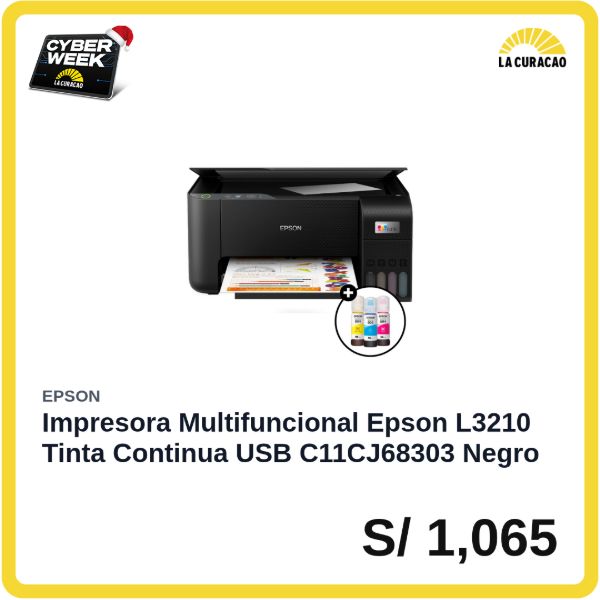 CYBER
WEEK
LA CURACAO
LA CURACAO
EPSON
EPSON
Impresora Multifuncional Epson L3210
Tinta Continua USB C11CJ68303 Negro
S/ 1,065